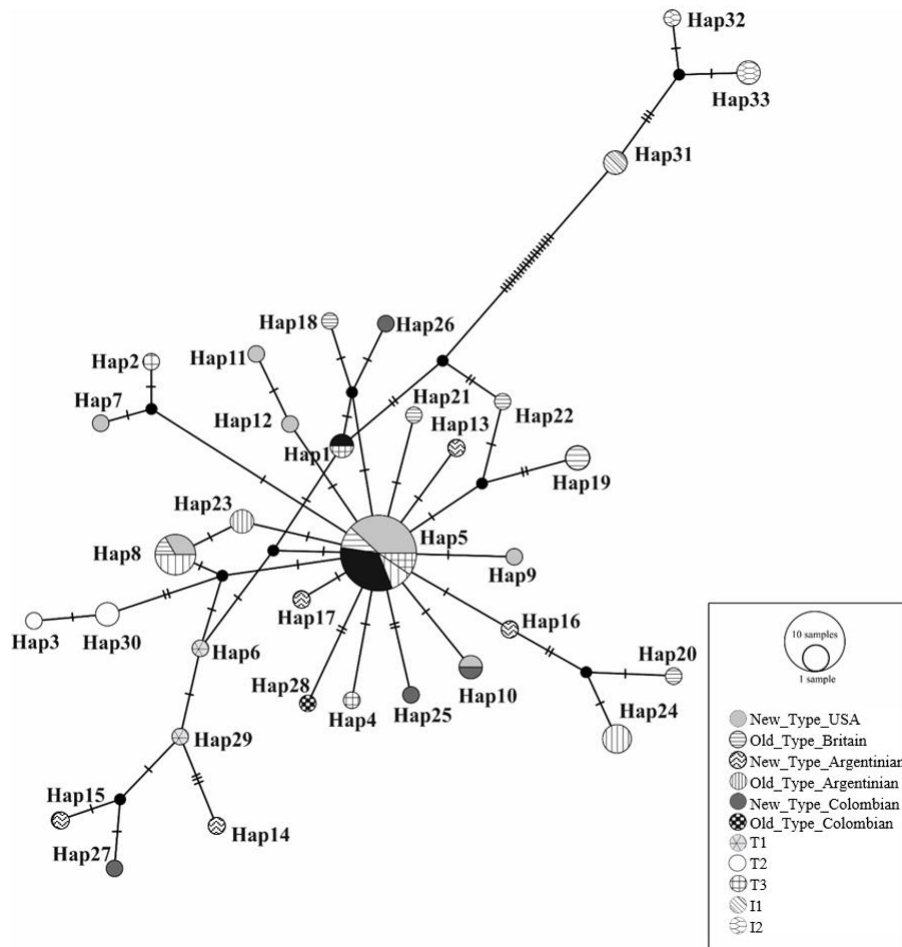 Hap32
Hap33
Hap31
Hap18
Hap26
Hap11
Hap2
Hap7
Hap21
Hap12
Hap13
Hap22
Hap1
Hap19
Hap23
Hap5
Hap8
Hap9
Hap17
Hap16
Hap3
Hap30
Hap6
Hap28
Hap4
Hap25
Hap10
Hap20
Hap24
Hap29
Hap15
Hap14
Hap27
10 samples
1 sample
New_Type_USA
Old_Type_Britain
New_Type_Argentinian
Old_Type_Argentinian
New_Type_Colombian
Old_Type_Colombian
T1
T2
T3
I1
I2